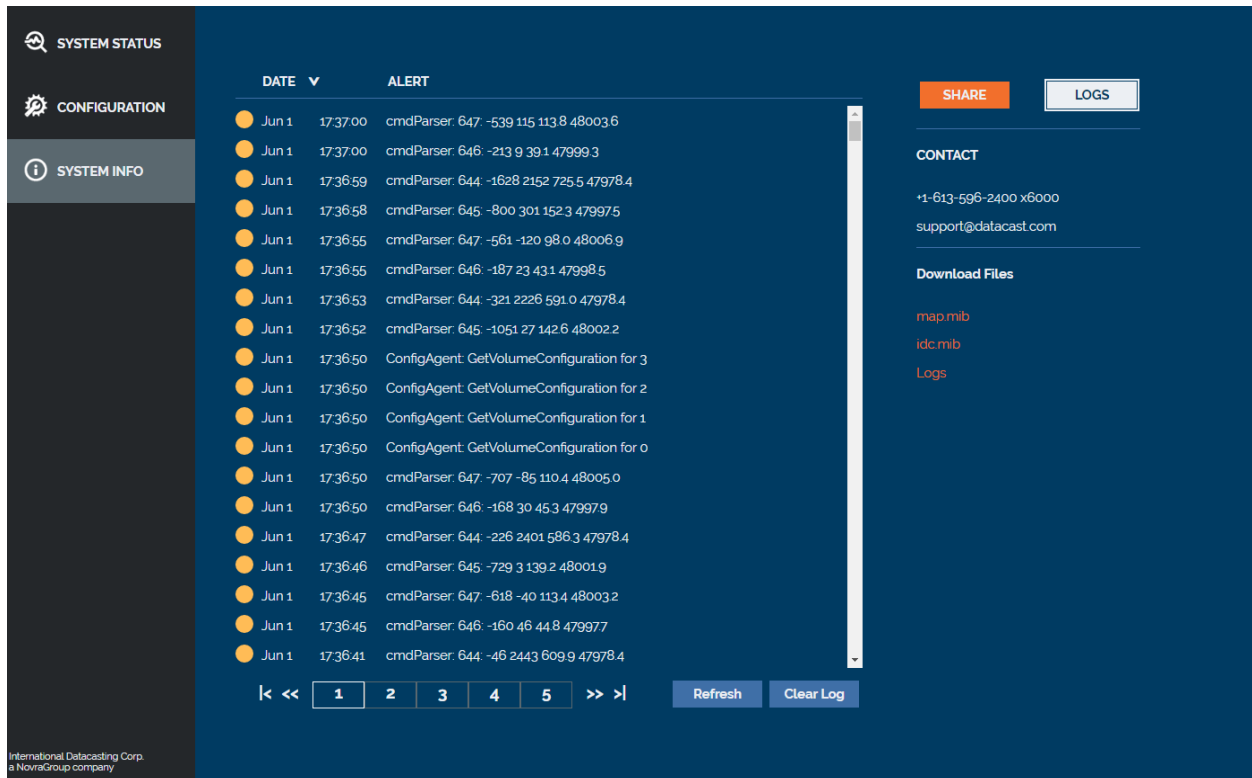 SYSTEM STATUS
CONFIGURATION
SYSTEM INFO
DATE ALERT
Jun 1 17:37:00 cmdParser: 647: -539 115 113.8 48003.6
Jun 1 17:37:00 cmdParser: 646: -213 9 39.1 47999.3
Jun 1 17:36:59 cmdParser: 644: -1628 2152 725.5 47978.4
Jun 1 17:36:58 cmdParser: 645: -800 301 152.3 47997.5
Jun 1 17:36:55 cmdParser: 647: -561 -120 98.0 48006.9
Jun 1 17:36:55 cmdParser: 646: -187 23 43.1 47998.5
Jun 1 17:36:53 cmdParser: 644: -321 2226 591.0 47978.4
Jun 1 17:36:52 cmdParser: 645: -1051 27 142.6 48002.2
Jun 1 17:36:50 ConfigAgent: GetVolumeConfiguration for 3
Jun 1 17:36:50 ConfigAgent: GetVolumeConfiguration for 2
Jun 1 17:36:50 ConfigAgent: GetVolumeConfiguration for 1
Jun 1 17:36:50 ConfigAgent: GetVolumeConfiguration for 0
Jun 1 17:36:50 cmdParser: 647: -707 -85 110.4 48005.0
Jun 1 17:36:50 cmdParser: 646: -168 30 45.3 47997.9
Jun 1 17:36:47 cmdParser: 644: -226 2401 586.3 47978.4
Jun 1 17:36:46 cmdParser: 645: -729 3 139.2 48001.9
Jun 1 17:36:45 cmdParser: 647: -618 -40 113.4 48003.2
Jun 1 17:36:45 cmdParser: 646: -160 46 44.8 47997.7
Jun 1 17:36:41 cmdParser: 644: -46 2443 609.9 47978.4
|< << 1 2 3 4 5 >> >| Refresh Clear Log
SHARE LOGS
CONTACT
+1-613-596-2400 x6000
support@datacast.com
Download Files
map.mib
idc.mib
Logs
International Datacasting Corp.
a NovraGroup company